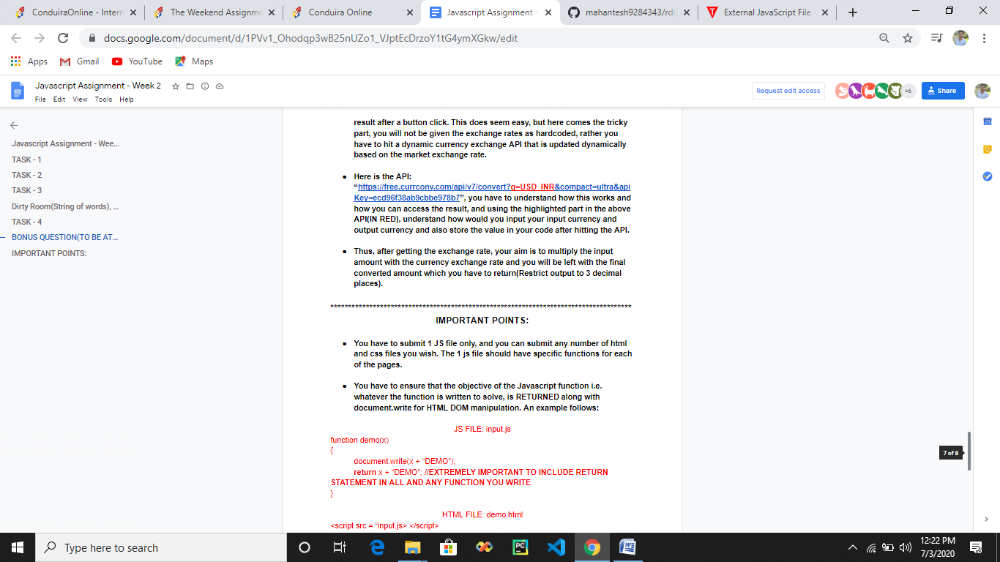 ConduiraOnline - Intern
The Weekend Assignme
Conduira Online
Javascript Assignment -
mahantesh9284343/rdi
External JavaScript File -
docs.google.com/document/d/1PVv1_Ohodqp3wB25nUZo1_VJptEcDrzoY1tG4ymXGkw/edit
Apps
Gmail
YouTube
Maps
Javascript Assignment - Week 2
File Edit View Tools Help
Request edit access
+6
Share
Javascript Assignment - Wee...
TASK - 1
TASK - 2
TASK - 3
Dirty Room(String of words), ...
TASK - 4
BONUS QUESTION(TO BE AT...
IMPORTANT POINTS:
result after a button click. This does seem easy, but here comes the tricky
part, you will not be given the exchange rates as hardcoded, rather you
have to hit a dynamic currency exchange API that is updated dynamically
based on the market exchange rate.
● Here is the API:
“https://free.currconv.com/api/v7/convert?q=USD_INR&compact=ultra&api
Key=ecd96f38ab9cbbe978b7”, you have to understand how this works and
how you can access the result, and using the highlighted part in the above
API(IN RED), understand how would you input your input currency and
output currency and also store the value in your code after hitting the API.
● Thus, after getting the exchange rate, your aim is to multiply the input
amount with the currency exchange rate and you will be left with the final
converted amount which you have to return(Restrict output to 3 decimal
places).
*************************************************************************************
IMPORTANT POINTS:
● You have to submit 1 JS file only, and you can submit any number of html
and css files you wish. The 1 js file should have specific functions for each
of the pages.
● You have to ensure that the objective of the Javascript function i.e.
whatever the function is written to solve, is RETURNED along with
document.write for HTML DOM manipulation. An example follows:
JS FILE: input.js
function demo(x)
{
document.write(x + “DEMO”);
return x + “DEMO”; //EXTREMELY IMPORTANT TO INCLUDE RETURN
STATEMENT IN ALL AND ANY FUNCTION YOU WRITE
}
HTML FILE: demo.html
<script src = “input.js> </script>
31
7 of 8
Type here to search
PC
12:22 PM
7/3/2020